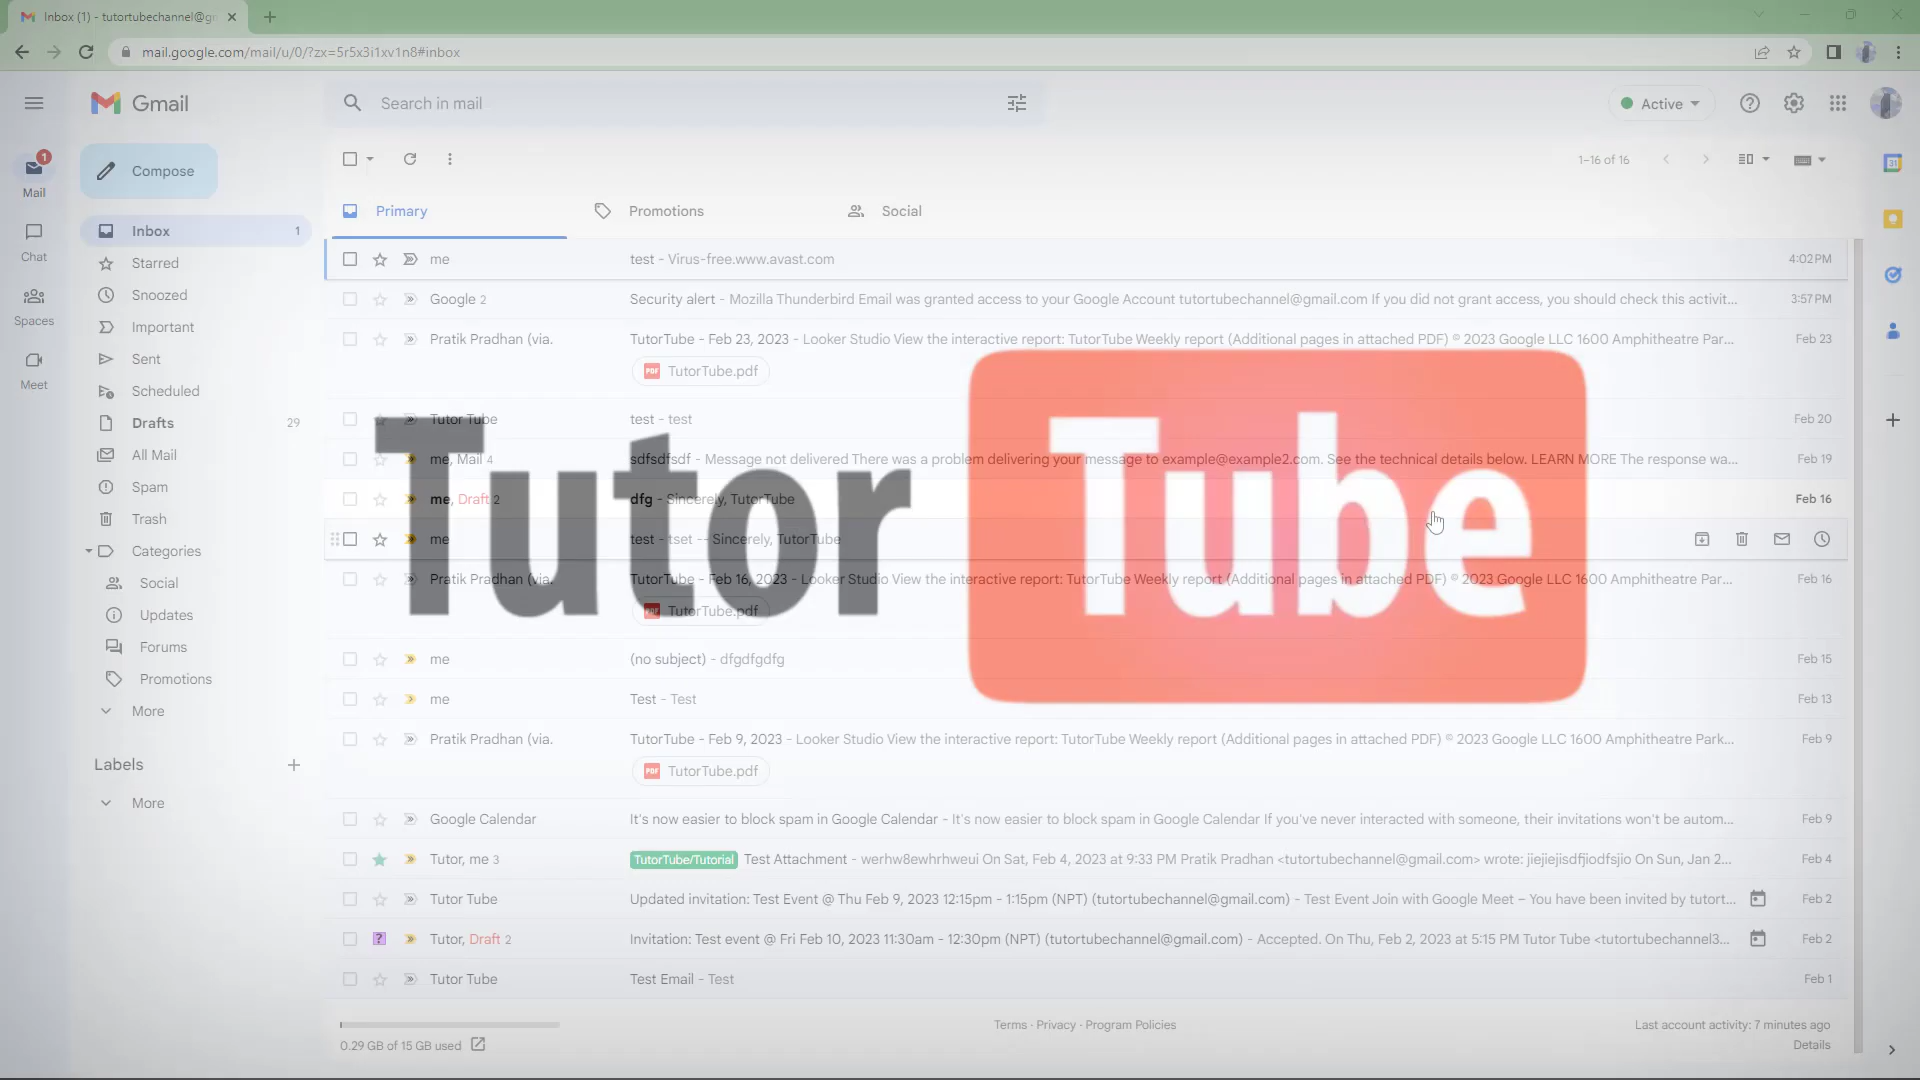 Inbox (1) - tutortubechannel@gm
mail.google.com/mail/u/0/?zx=5r5x3i1xv1n8#inbox
Gmail
Search in mail
Active
1
Mail
Compose
1–16 of 16
31
Chat
Primary
Promotions
Social
Inbox 1
Starred
Snoozed
Spaces
Important
Sent
Meet
Scheduled
Drafts 29
All Mail
Spam
Trash
Categories
Social
Updates
Forums
Promotions
More
Labels
More
me test - Virus-free.www.avast.com 4:02 PM
Google 2 Security alert - Mozilla Thunderbird Email was granted access to your Google Account tutortubechannel@gmail.com If you did not grant access, you should check this activit... 3:57 PM
Pratik Pradhan (via. TutorTube - Feb 23, 2023 - Looker Studio View the interactive report: TutorTube Weekly report (Additional pages in attached PDF) © 2023 Google LLC 1600 Amphitheatre Par... Feb 23
PDF TutorTube.pdf
Tutor Tube test - test Feb 20
me, Mail 4 sdfsdfsdf - Message not delivered There was a problem delivering your message to example@example2.com. See the technical details below. LEARN MORE The response wa... Feb 19
me, Draft 2 dfg - Sincerely, TutorTube Feb 16
Tutor Tube
me test - tset -- Sincerely, TutorTube
Pratik Pradhan (via. TutorTube - Feb 16, 2023 - Looker Studio View the interactive report: TutorTube Weekly report (Additional pages in attached PDF) © 2023 Google LLC 1600 Amphitheatre Par... Feb 16
PDF TutorTube.pdf
me (no subject) - dfgdfgdfg Feb 15
me Test - Test Feb 13
Pratik Pradhan (via. TutorTube - Feb 9, 2023 - Looker Studio View the interactive report: TutorTube Weekly report (Additional pages in attached PDF) © 2023 Google LLC 1600 Amphitheatre Park... Feb 9
PDF TutorTube.pdf
Google Calendar It's now easier to block spam in Google Calendar - It's now easier to block spam in Google Calendar If you've never interacted with someone, their invitations won't be autom... Feb 9
Tutor, me 3 TutorTube/Tutorial Test Attachment - werhw8ewhrhweui On Sat, Feb 4, 2023 at 9:33 PM Pratik Pradhan <tutortubechannel@gmail.com> wrote: jiejiejisdfjiodfsjio On Sun, Jan 2... Feb 4
Tutor Tube Updated invitation: Test Event @ Thu Feb 9, 2023 12:15pm - 1:15pm (NPT) (tutortubechannel@gmail.com) - Test Event Join with Google Meet – You have been invited by tutort... Feb 2
? Tutor, Draft 2 Invitation: Test event @ Fri Feb 10, 2023 11:30am - 12:30pm (NPT) (tutortubechannel@gmail.com) - Accepted. On Thu, Feb 2, 2023 at 5:15 PM Tutor Tube <tutortubechannel3... Feb 2
Tutor Tube Test Email - Test Feb 1
0.29 GB of 15 GB used
Terms · Privacy · Program Policies
Last account activity: 7 minutes ago
Details